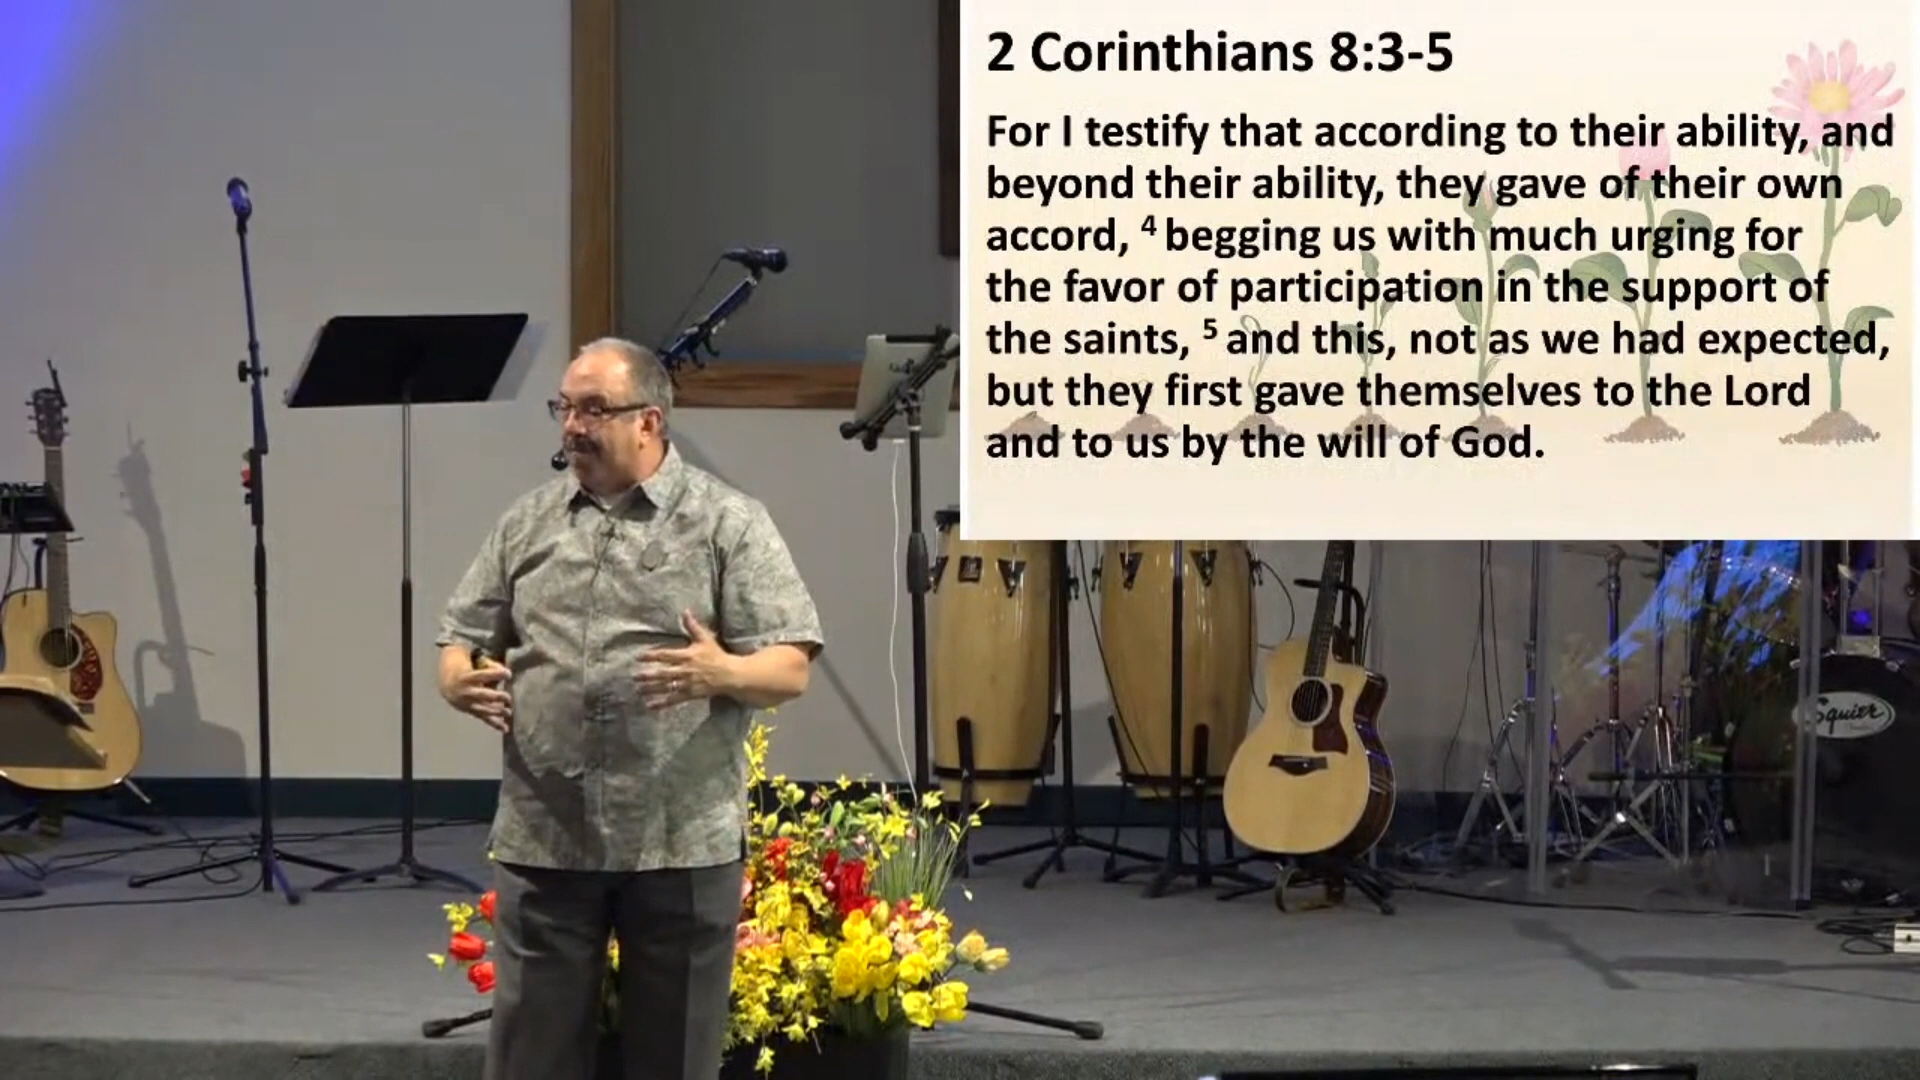 2 Corinthians 8:3-5
For I testify that according to their ability, and
beyond their ability, they gave of their own
accord, 4 begging us with much urging for
the favor of participation in the support of
the saints, 5 and this, not as we had expected,
but they first gave themselves to the Lord
and to us by the will of God.
Squier